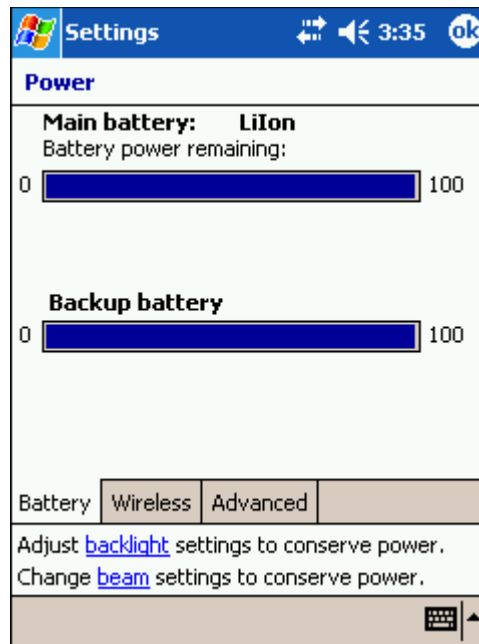 Settings 3:35 ok
Power
Main battery: LiIon
Battery power remaining:
0 100
Backup battery
0 100
Battery Wireless Advanced
Adjust backlight settings to conserve power.
Change beam settings to conserve power.